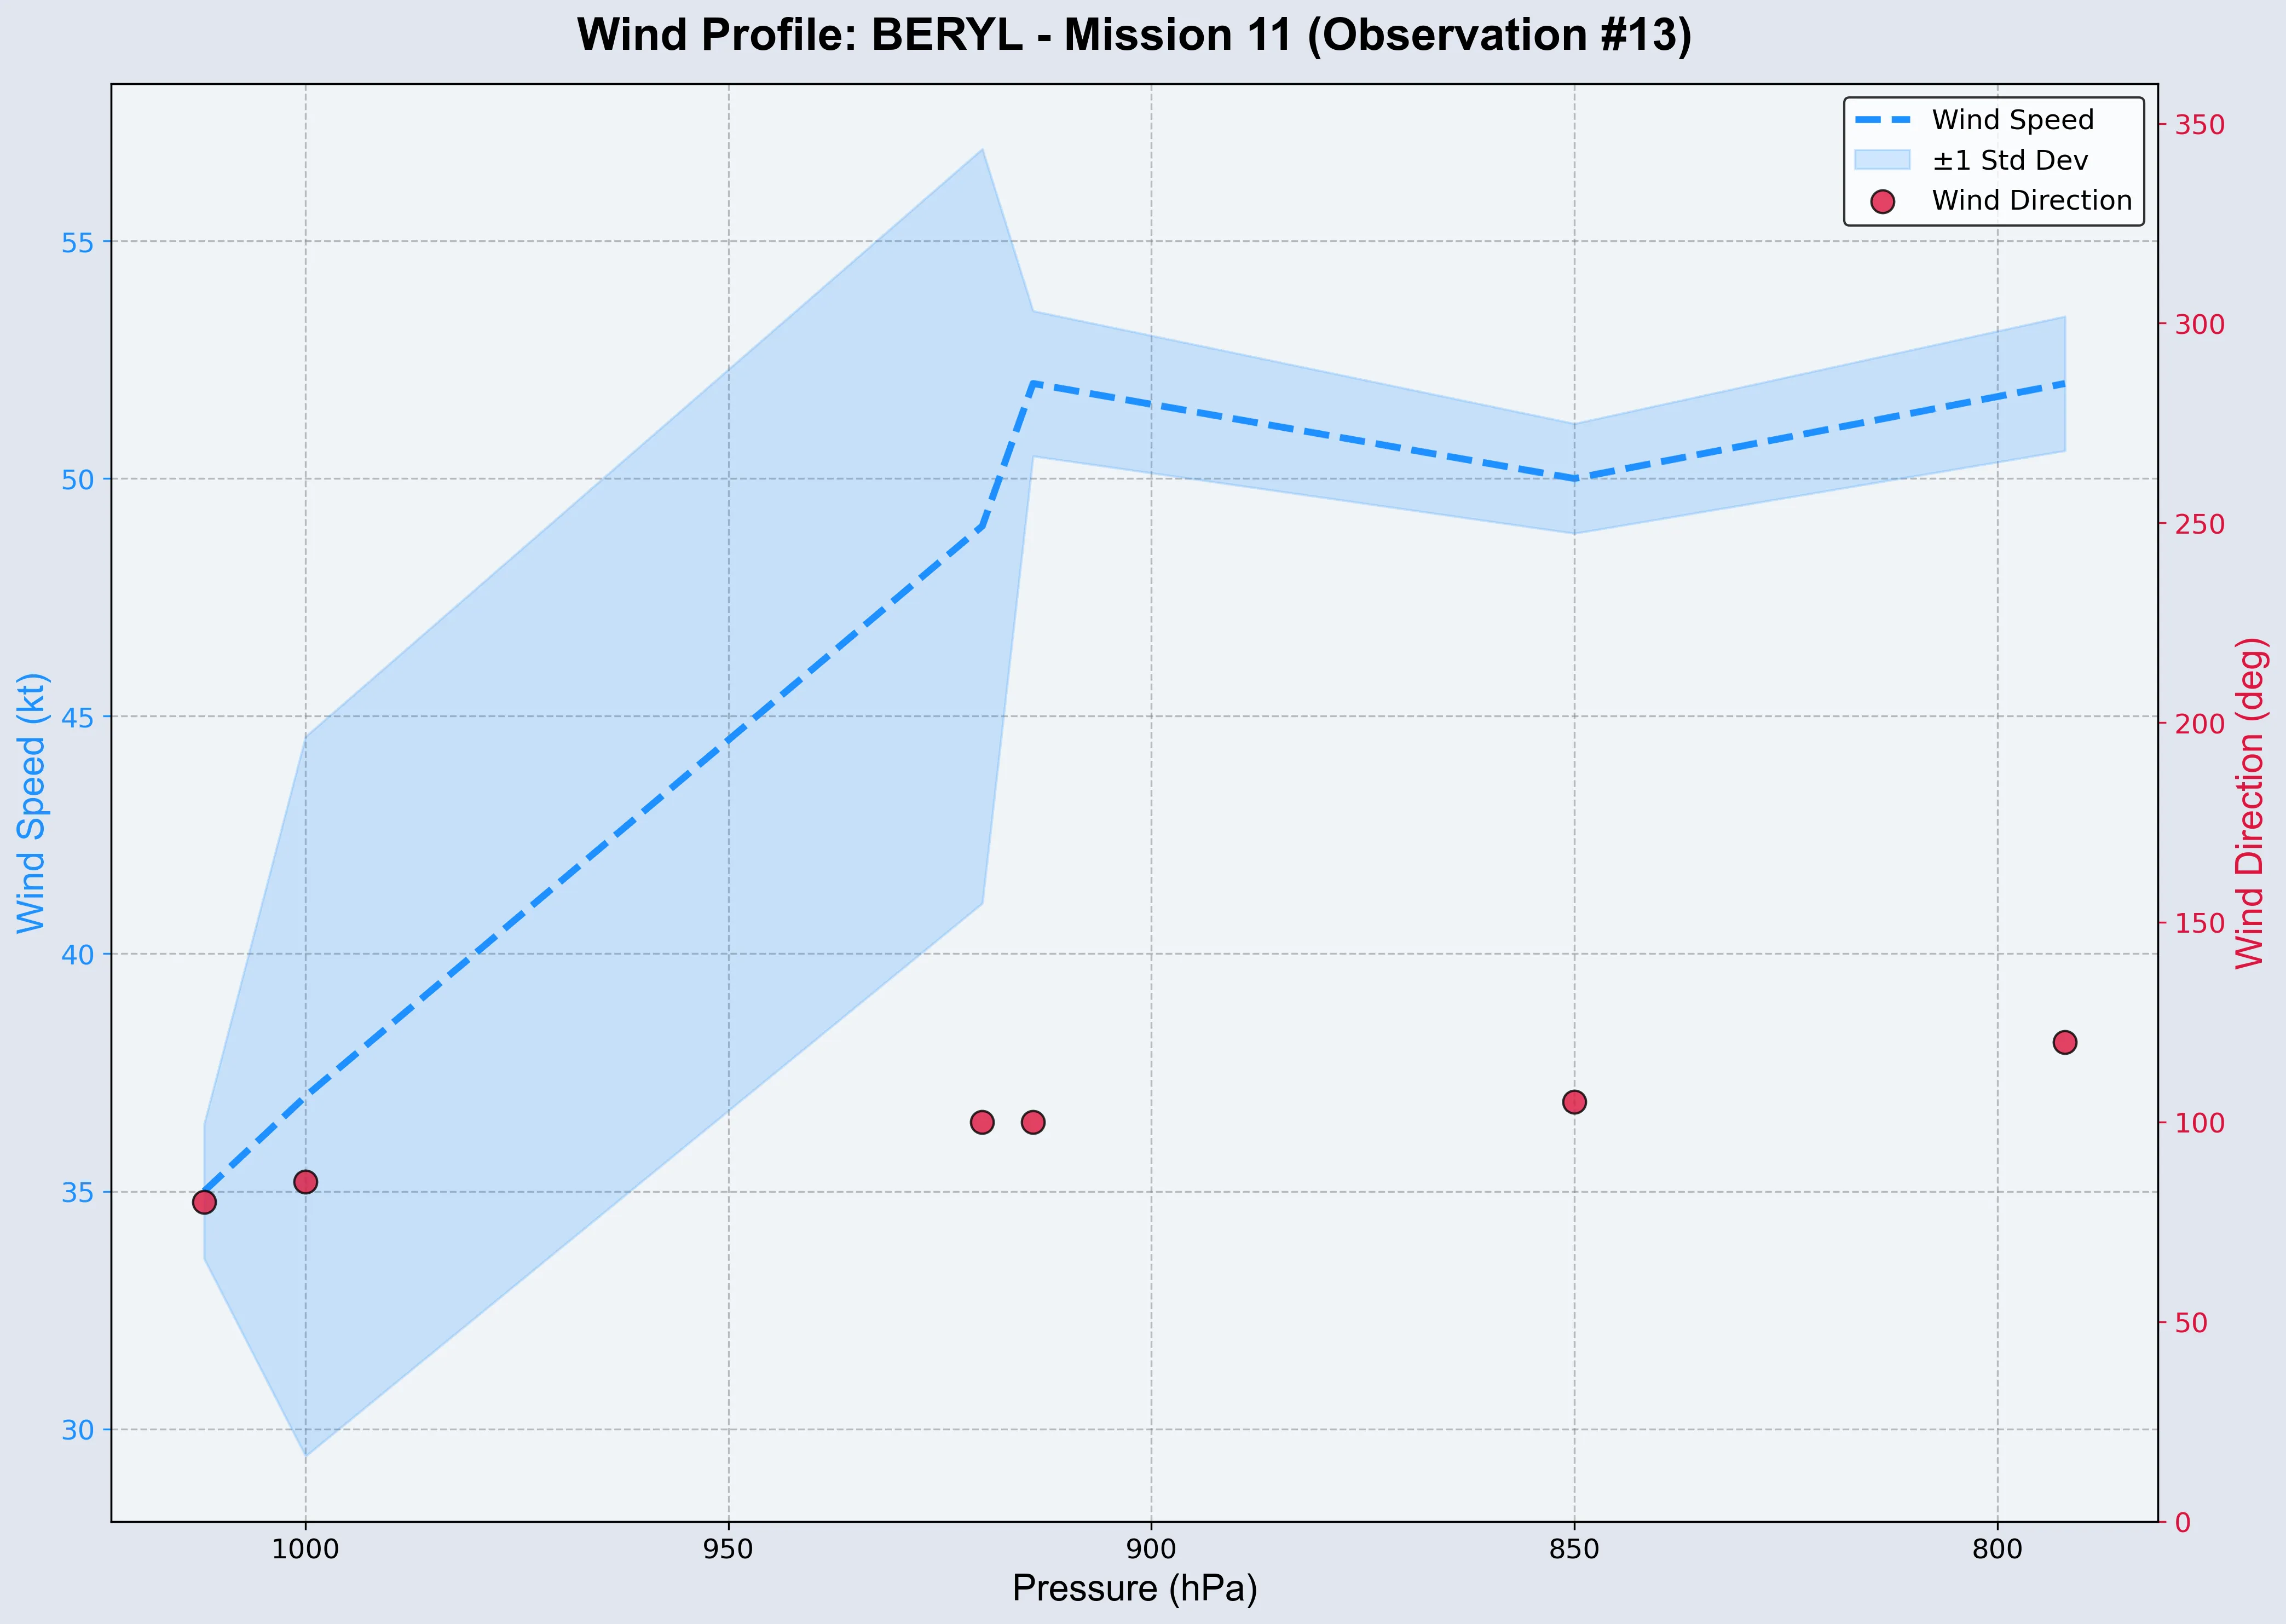 Wind Profile: BERYL - Mission 11 (Observation #13)
Wind Speed
±1 Std Dev
Wind Direction
Wind Speed (kt)
55
50
45
40
35
30
350
300
250
200
150
100
50
0
Wind Direction (deg)
1000 950 900 850 800
Pressure (hPa)